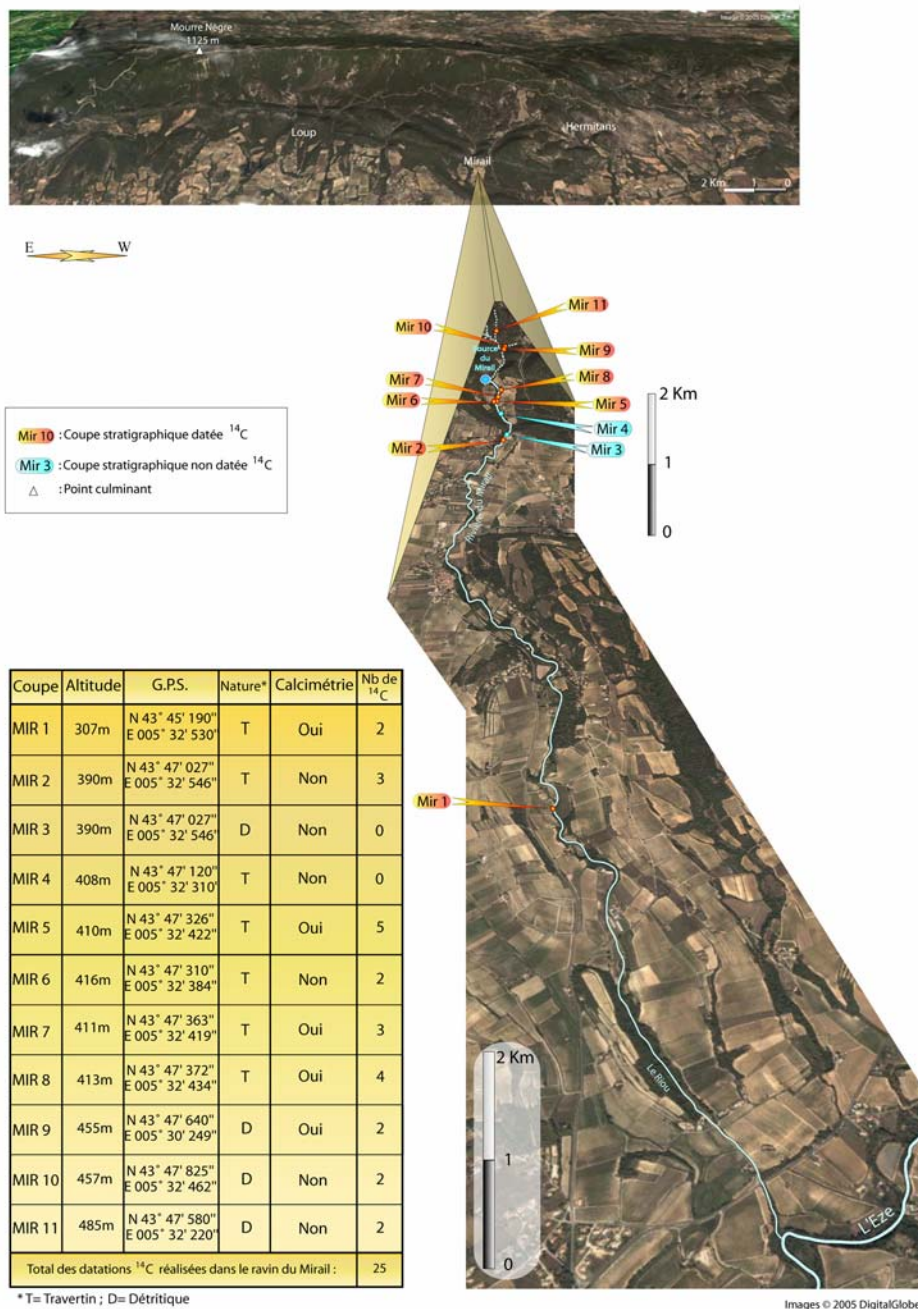 Image © 2005 Digital Globe
Mourre Nègre
1125 m
Loup
Hermitans
Mirail
2 Km 1 0
E W
Mir 11
Mir 10
Mir 9
Source
du
Mirail
Mir 7
Mir 8
Mir 6
Mir 5
Mir 4
Mir 2
Mir 3
2 Km
1
0
Mir 10 : Coupe stratigraphique datée 14C
Mir 3 : Coupe stratigraphique non datée 14C
△ : Point culminant
du Mirail
Mir 1
Le Riou
L'Eze
2 Km
1
0
Coupe Altitude G.P.S. Nature* Calcimétrie Nb de 14C
MIR 1 307m N 43° 45' 190" E 005° 32' 530' T Oui 2
MIR 2 390m N 43° 47' 027" E 005° 32' 546" T Non 3
MIR 3 390m N 43° 47' 027" E 005° 32' 546" D Non 0
MIR 4 408m N 43° 47' 120" E 005° 32' 310' T Non 0
MIR 5 410m N 43° 47' 326" E 005° 32' 422" T Oui 5
MIR 6 416m N 43° 47' 310" E 005° 32' 384" T Non 2
MIR 7 411m N 43° 47' 363" E 005° 32' 419" T Oui 3
MIR 8 413m N 43° 47' 372" E 005° 32' 434" T Oui 4
MIR 9 455m N 43° 47' 640" E 005° 30' 249" D Oui 2
MIR 10 457m N 43° 47' 825" E 005° 32' 462" D Non 2
MIR 11 485m N 43° 47' 580" E 005° 32' 220" D Non 2
Total des datations 14C réalisées dans le ravin du Mirail : 25
* T= Travertin ; D= Détritique
Images © 2005 DigitalGlobe